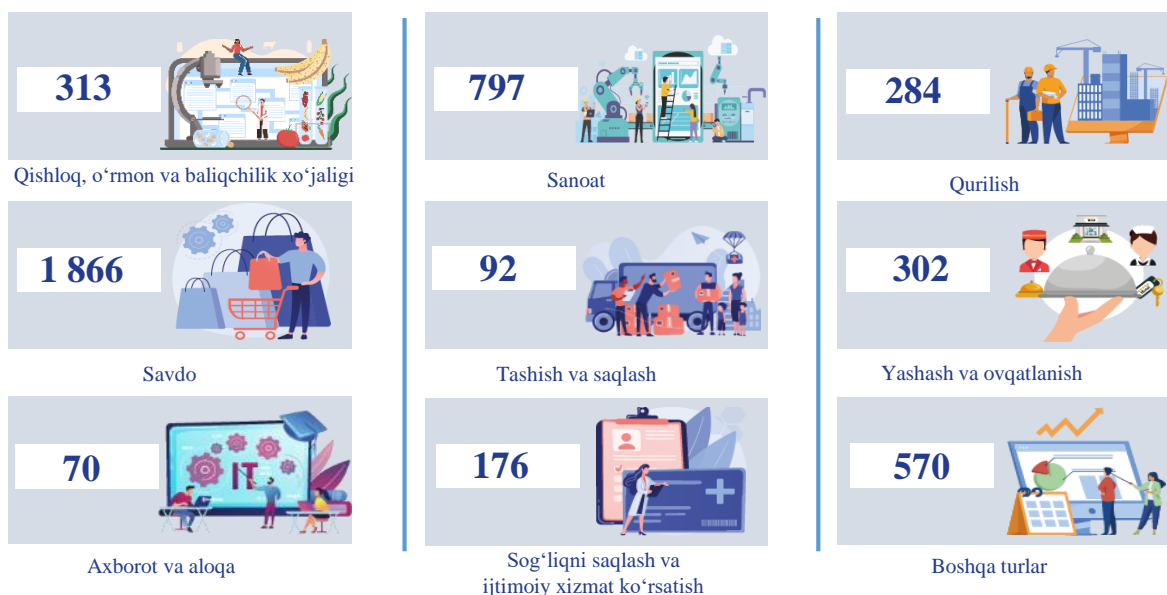 313
Qishloq, o‘rmon va baliqchilik xo‘jaligi
797
Sanoat
284
Qurilish
1 866
Savdo
92
Tashish va saqlash
302
Yashash va ovqatlanish
70
IT
Axborot va aloqa
176
Sog‘liqni saqlash va
ijtimoiy xizmat ko‘rsatish
570
Boshqa turlar